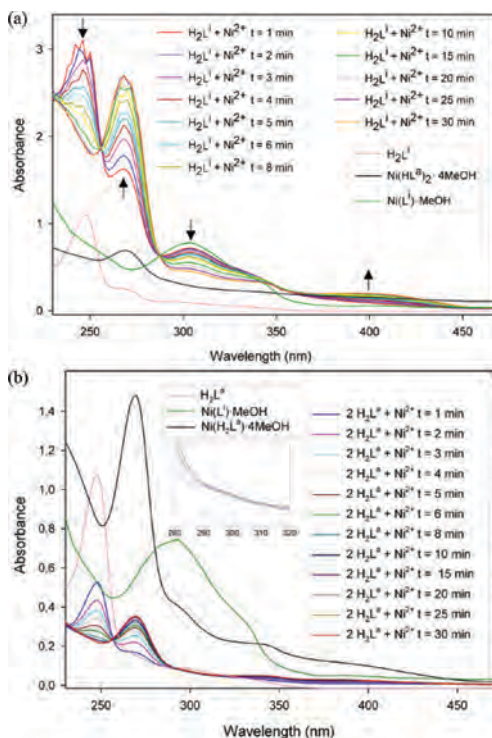 (a)
H₂Lⁱ + Ni²⁺ t = 1 min
H₂Lⁱ + Ni²⁺ t = 2 min
H₂Lⁱ + Ni²⁺ t = 3 min
H₂Lⁱ + Ni²⁺ t = 4 min
H₂Lⁱ + Ni²⁺ t = 5 min
H₂Lⁱ + Ni²⁺ t = 6 min
H₂Lⁱ + Ni²⁺ t = 8 min
H₂Lⁱ + Ni²⁺ t = 10 min
H₂Lⁱ + Ni²⁺ t = 15 min
H₂Lⁱ + Ni²⁺ t = 20 min
H₂Lⁱ + Ni²⁺ t = 25 min
H₂Lⁱ + Ni²⁺ t = 30 min
H₂Lⁱ
Ni(HLᵃ)₂· 4MeOH
Ni(Lⁱ)·MeOH
Absorbance
3
2
1
0
250 300 350 400 450
Wavelength (nm)
(b)
H₂Lᵃ
Ni(Lⁱ)·MeOH
Ni(H₂Lᵃ)·4MeOH
280 290 300 310 320
2 H₂Lᵃ + Ni²⁺ t = 1 min
2 H₂Lᵃ + Ni²⁺ t = 2 min
2 H₂Lᵃ + Ni²⁺ t = 3 min
2 H₂Lᵃ + Ni²⁺ t = 4 min
2 H₂Lᵃ + Ni²⁺ t = 5 min
2 H₂Lᵃ + Ni²⁺ t = 6 min
2 H₂Lᵃ + Ni²⁺ t = 8 min
2 H₂Lᵃ + Ni²⁺ t = 10 min
2 H₂Lᵃ + Ni²⁺ t = 15 min
2 H₂Lᵃ + Ni²⁺ t = 20 min
2 H₂Lᵃ + Ni²⁺ t = 25 min
2 H₂Lᵃ + Ni²⁺ t = 30 min
Absorbance
1,4
1,2
1,0
0,8
0,6
0,4
0,2
0,0
250 300 350 400 450
Wavelength (nm)